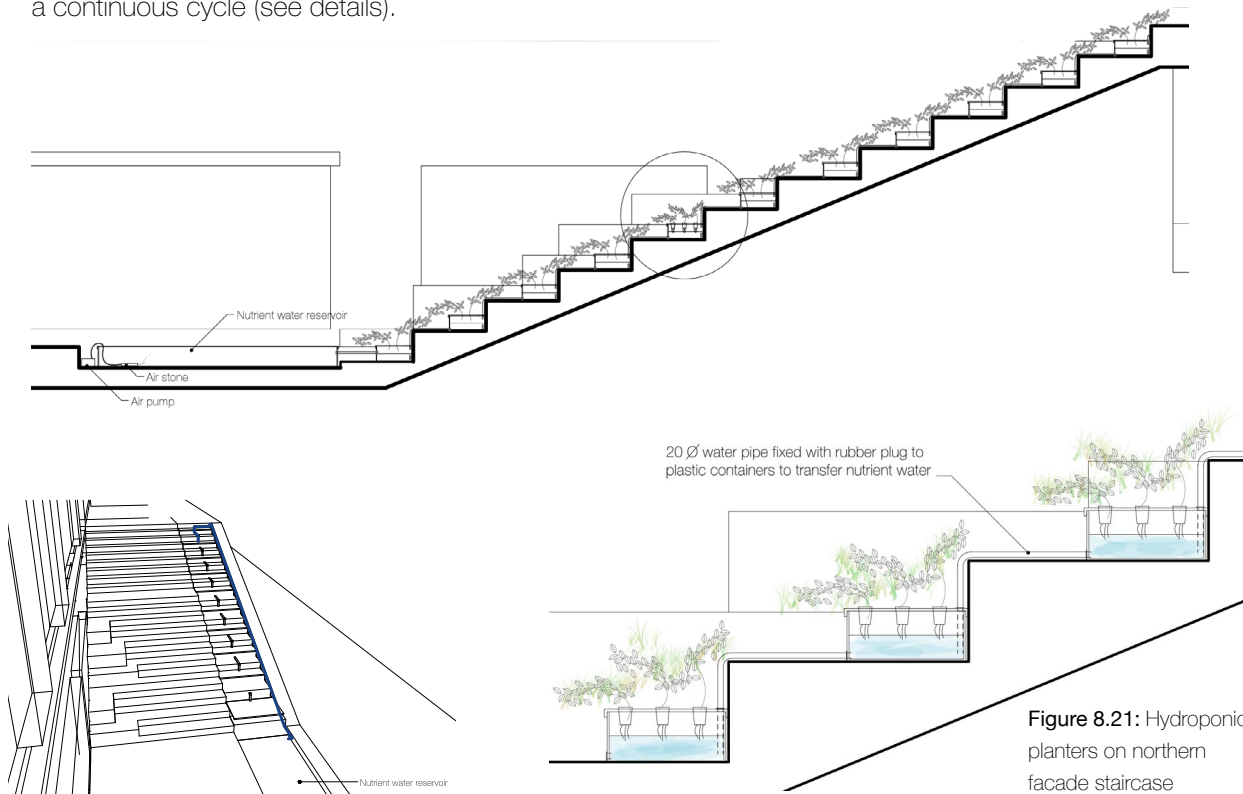 a continuous cycle (see details).
Nutrient water reservoir
Air stone
Air pump
20 Ø water pipe fixed with rubber plug to
plastic containers to transfer nutrient water
Nutrient water reservoir
Figure 8.21: Hydroponic
planters on northern
facade staircase